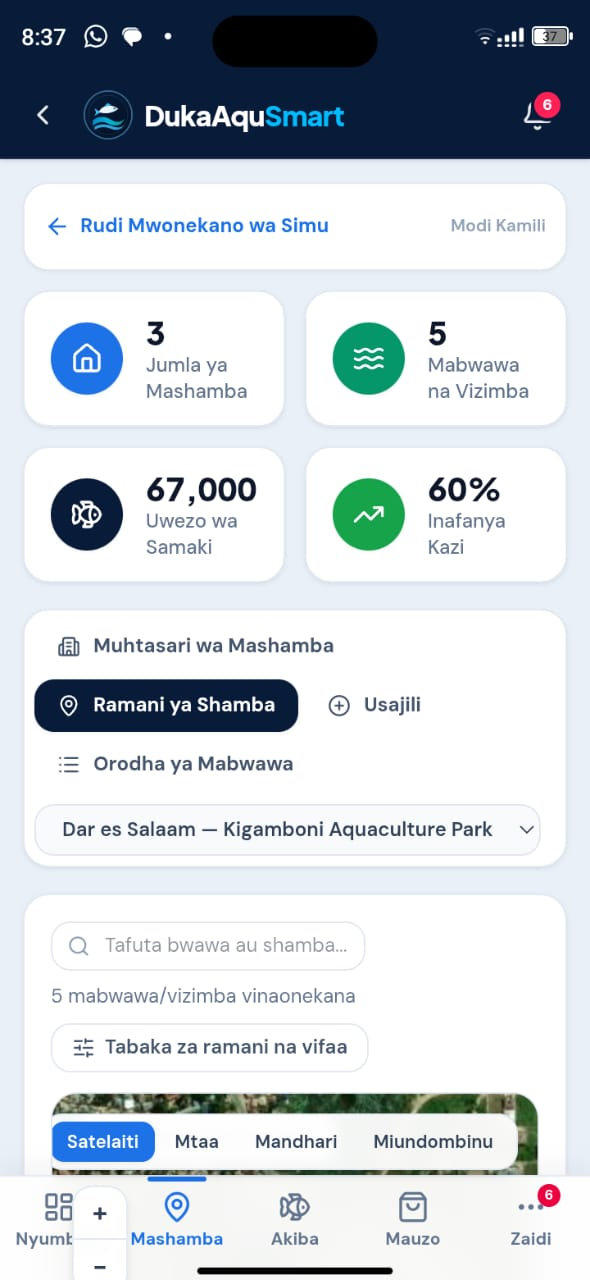 8:37
37
DukaAquSmart
6
Rudi Mwonekano wa Simu
Modi Kamili
3
Jumla ya
Mashamba
5
Mabwawa
na Vizimba
67,000
Uwezo wa
Samaki
60%
Inafanya
Kazi
Muhtasari wa Mashamba
Ramani ya Shamba
Usajili
Orodha ya Mabwawa
Dar es Salaam — Kigamboni Aquaculture Park
Tafuta bwawa au shamba...
5 mabwawa/vizimba vinaonekana
Tabaka za ramani na vifaa
Satelaiti
Mtaa
Mandhari
Miundombinu
+
−
Mashamba
Akiba
Mauzo
6
Zaidi